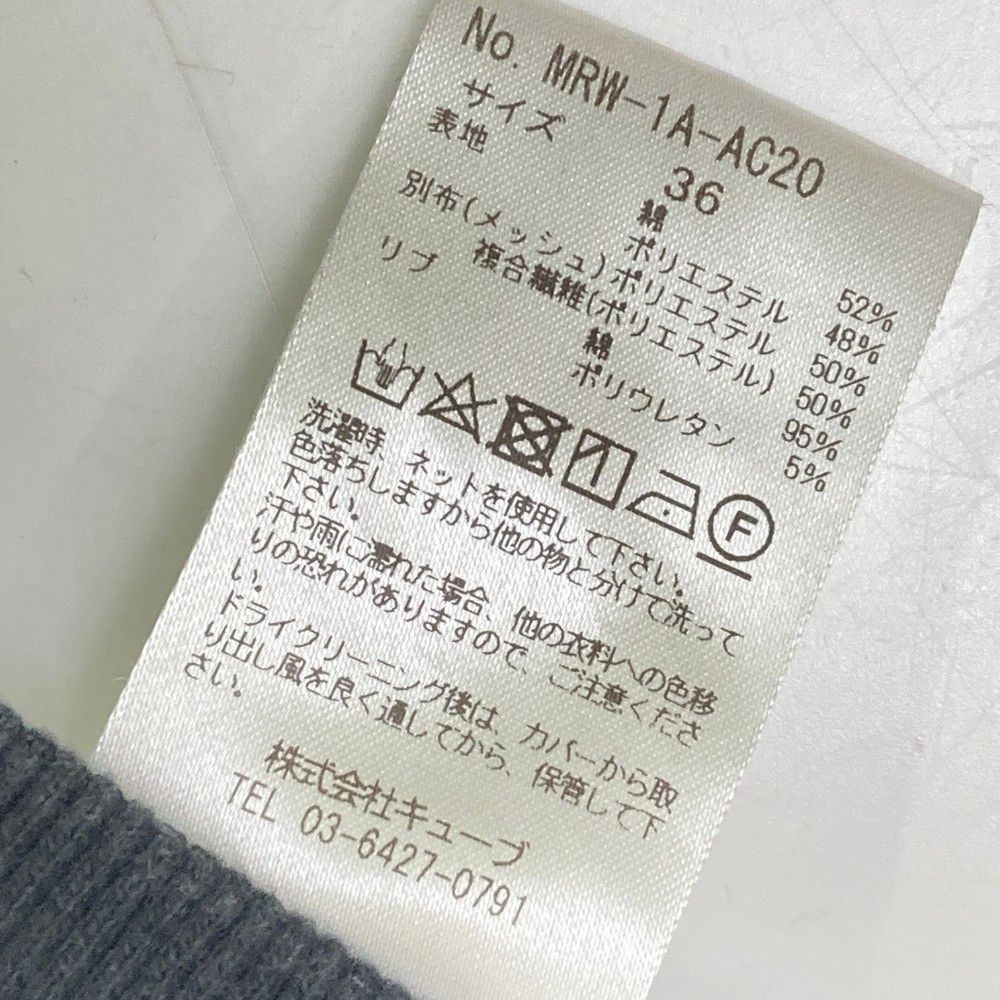 No. MRW-1A-AC20
サイズ 36
表地 綿 52%
ポリエステル 48%
別布(メッシュ)ポリエステル 50%
複合繊維(ポリエステル) 50%
リブ 綿 95%
ポリウレタン 5%
F
洗濯時、ネットを使用して下さい。
色落ちしますから他の物と分けて洗って
下さい。
汗や雨に濡れた場合、他の衣料への色移
りの恐れがありますので、ご注意くださ
い。
ドライクリーニング後は、カバーから取
り出し風を良く通してから、保管して下
さい。
株式会社キューブ
TEL 03-6427-0791